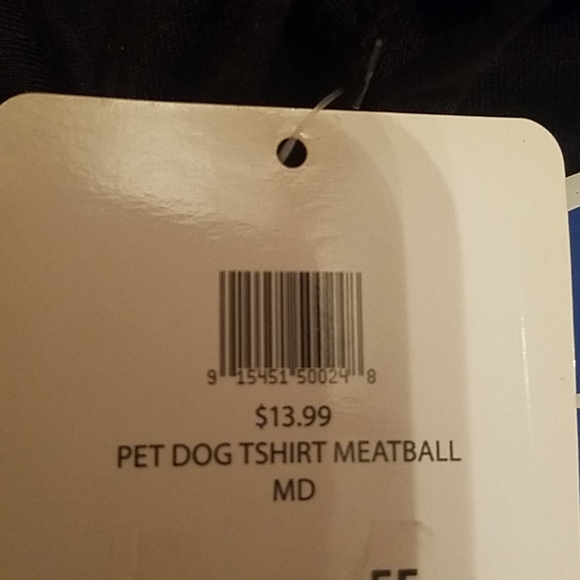 9 15451 50024 8
$13.99
PET DOG TSHIRT MEATBALL
MD